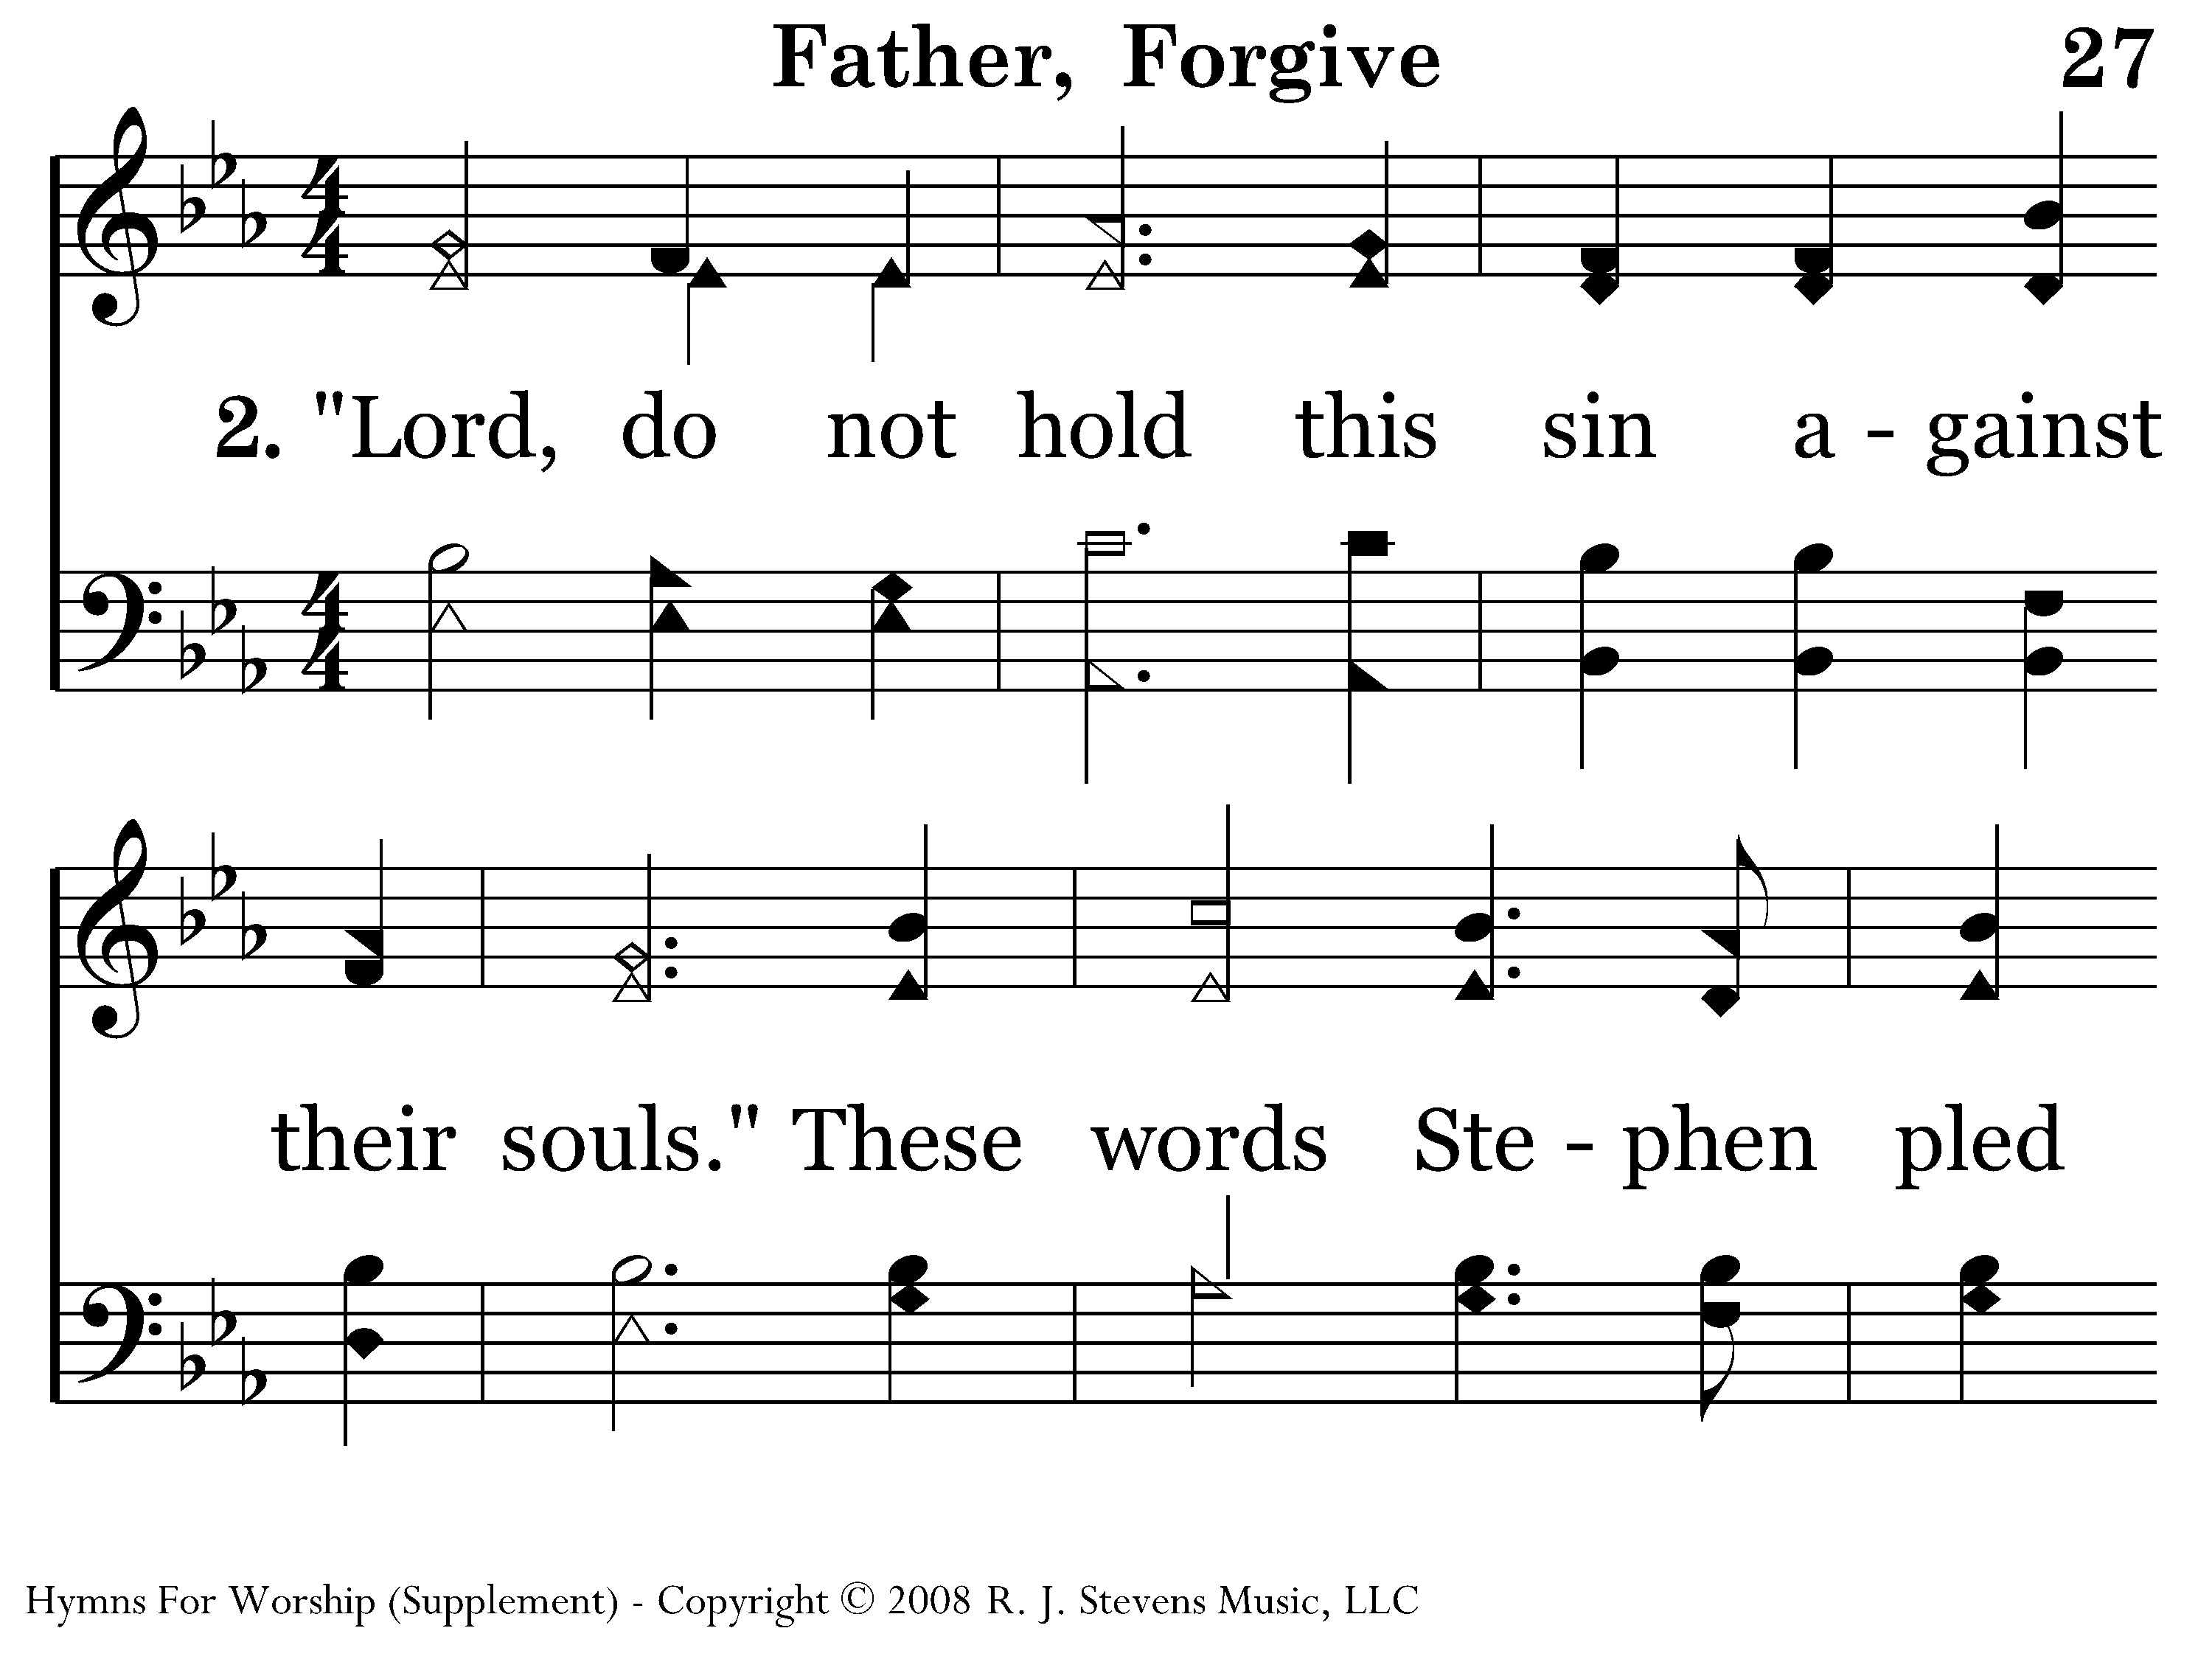 Father, Forgive 27
2. "Lord, do not hold this sin a - gainst
their souls." These words Ste - phen pled
Hymns For Worship (Supplement) - Copyright © 2008 R. J. Stevens Music, LLC